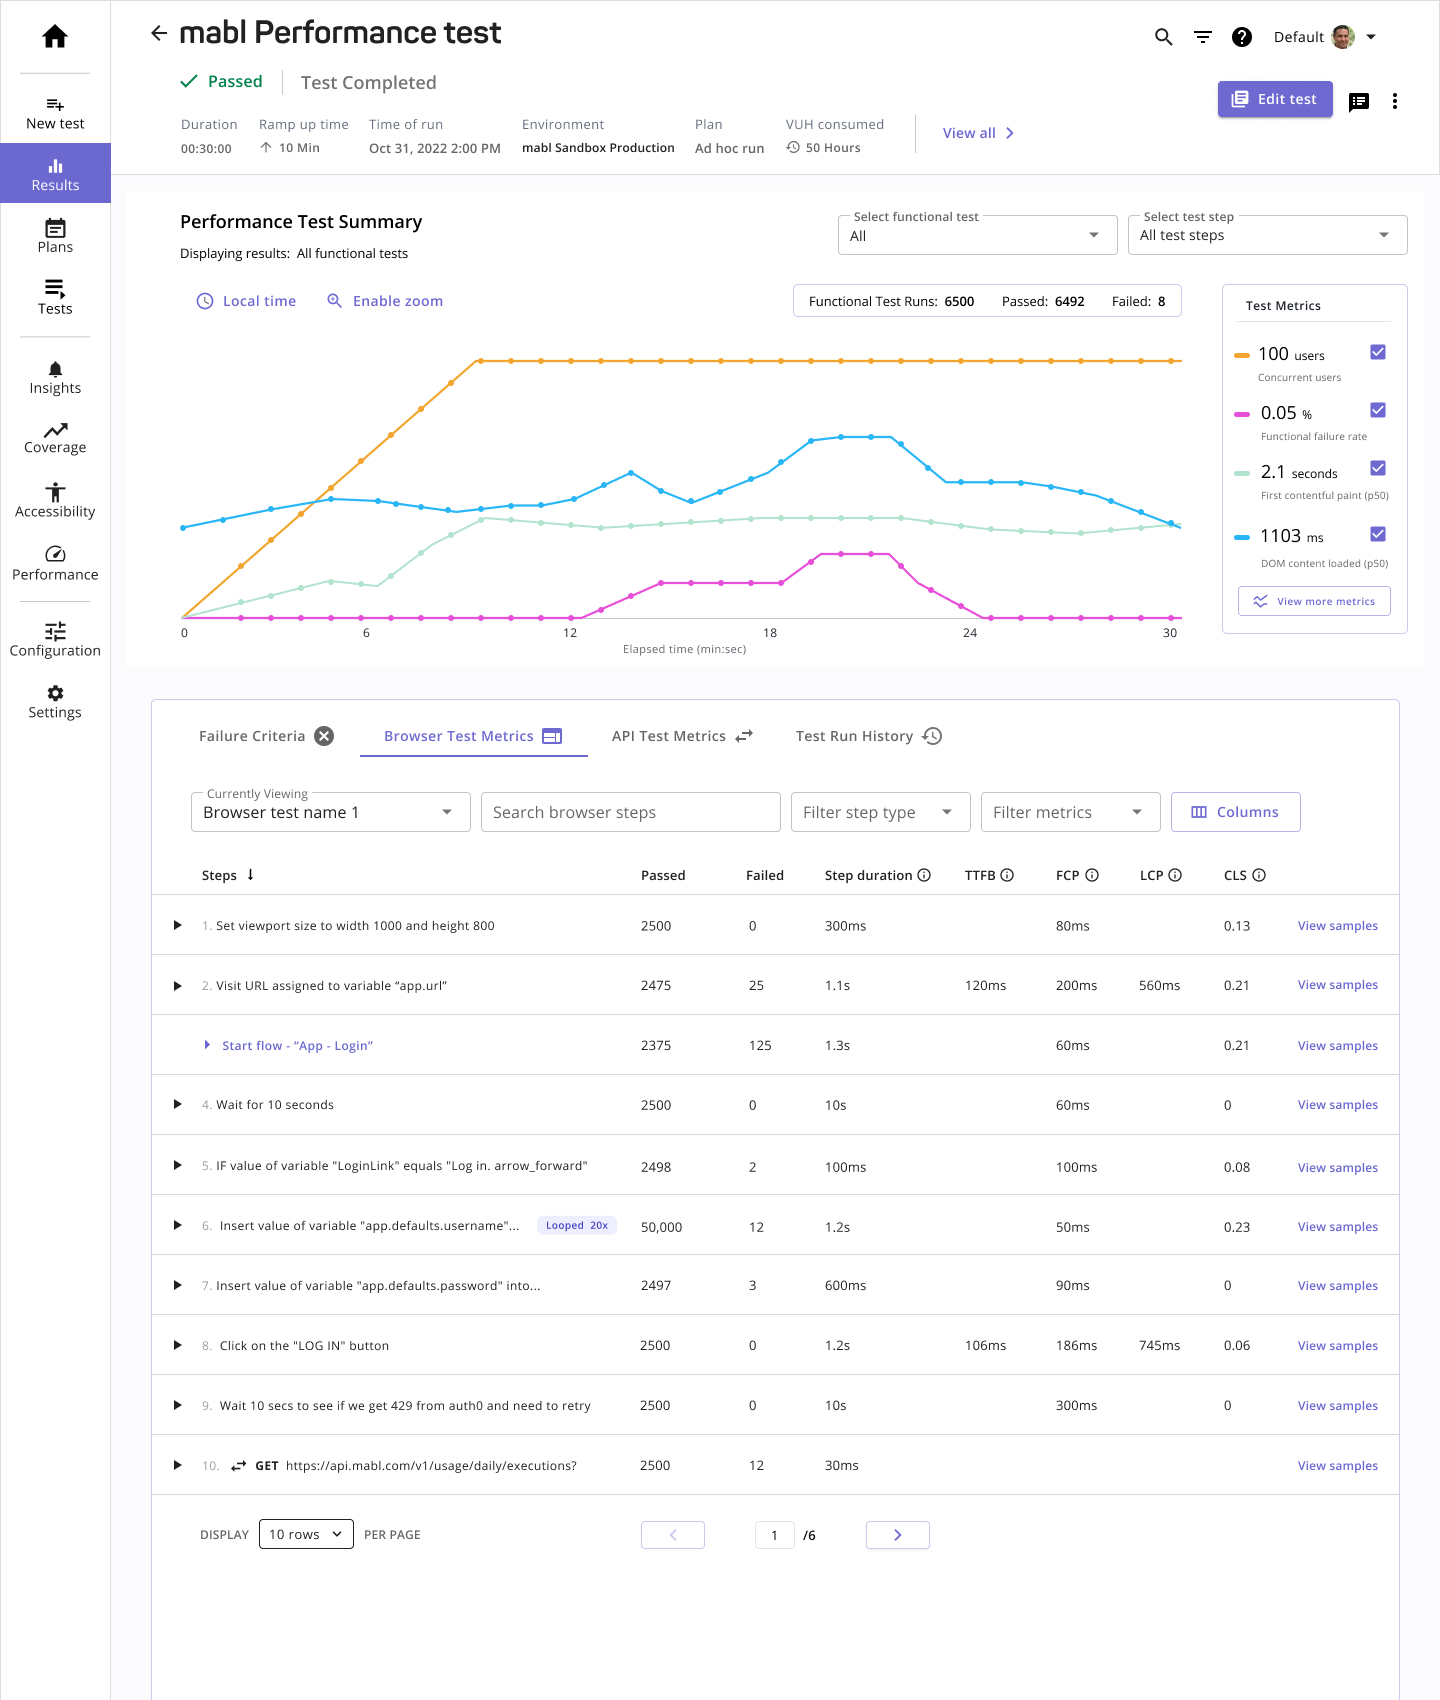 mabl Performance test
Default
Passed
Test Completed
Edit test
Duration
00:30:00
Ramp up time
10 Min
Time of run
Oct 31, 2022 2:00 PM
Environment
mabl Sandbox Production
Plan
Ad hoc run
VUH consumed
50 Hours
View all
New test
Results
Plans
Tests
Insights
Coverage
Accessibility
Performance
Configuration
Settings
Performance Test Summary
Displaying results: All functional tests
Select functional test
All
Select test step
All test steps
Local time
Enable zoom
Functional Test Runs: 6500 Passed: 6492 Failed: 8
Test Metrics
100 users
Concurrent users
0.05 %
Functional failure rate
2.1 seconds
First contentful paint (p50)
1103 ms
DOM content loaded (p50)
View more metrics
0 6 12 18 24 30
Elapsed time (min:sec)
Failure Criteria
Browser Test Metrics
API Test Metrics
Test Run History
Currently Viewing
Browser test name 1
Search browser steps
Filter step type
Filter metrics
Columns
Steps Passed Failed Step duration TTFB FCP LCP CLS
1. Set viewport size to width 1000 and height 800 2500 0 300ms 80ms 0.13 View samples
2. Visit URL assigned to variable “app.url” 2475 25 1.1s 120ms 200ms 560ms 0.21 View samples
Start flow - “App - Login” 2375 125 1.3s 60ms 0.21 View samples
4. Wait for 10 seconds 2500 0 10s 60ms 0 View samples
5. IF value of variable "LoginLink" equals "Log in. arrow_forward" 2498 2 100ms 100ms 0.08 View samples
6. Insert value of variable "app.defaults.username"... Looped 20x 50,000 12 1.2s 50ms 0.23 View samples
7. Insert value of variable "app.defaults.password" into... 2497 3 600ms 90ms 0 View samples
8. Click on the "LOG IN" button 2500 0 1.2s 106ms 186ms 745ms 0.06 View samples
9. Wait 10 secs to see if we get 429 from auth0 and need to retry 2500 0 10s 300ms 0 View samples
10. GET https://api.mabl.com/v1/usage/daily/executions? 2500 12 30ms View samples
DISPLAY 10 rows PER PAGE 1 /6